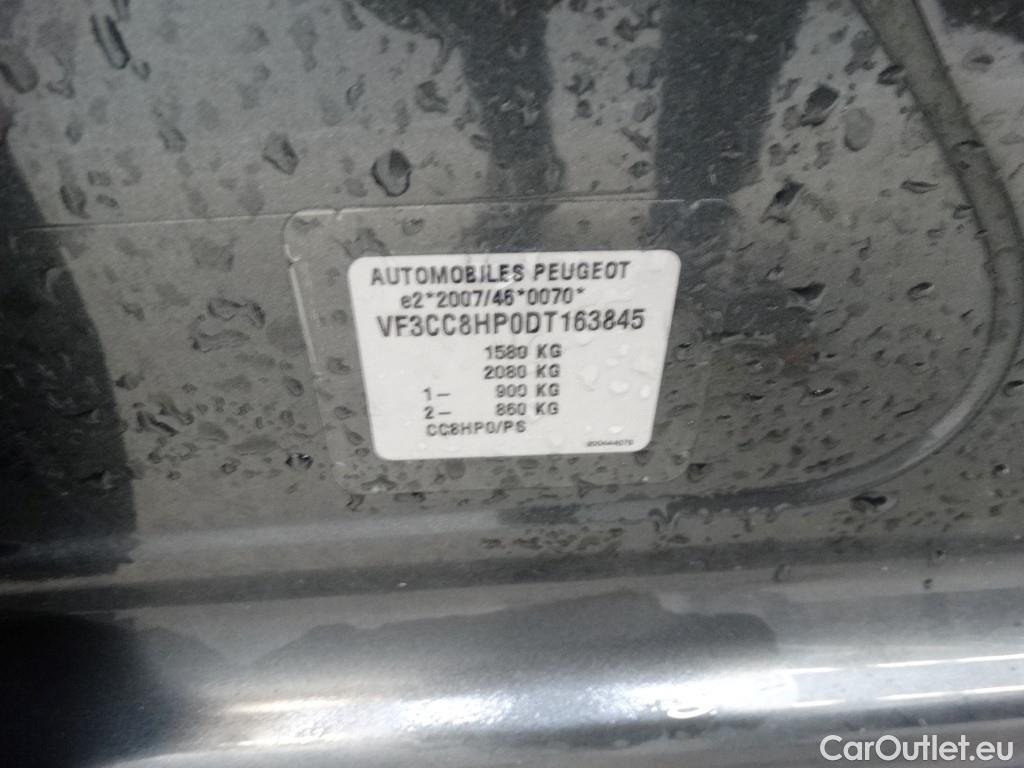 AUTOMOBILES PEUGEOT
e2*2007/46*0070*
VF3CC8HP0DT163845
1580 KG
2080 KG
1– 900 KG
2– 860 KG
CC8HP0/PS
CarOutlet.eu